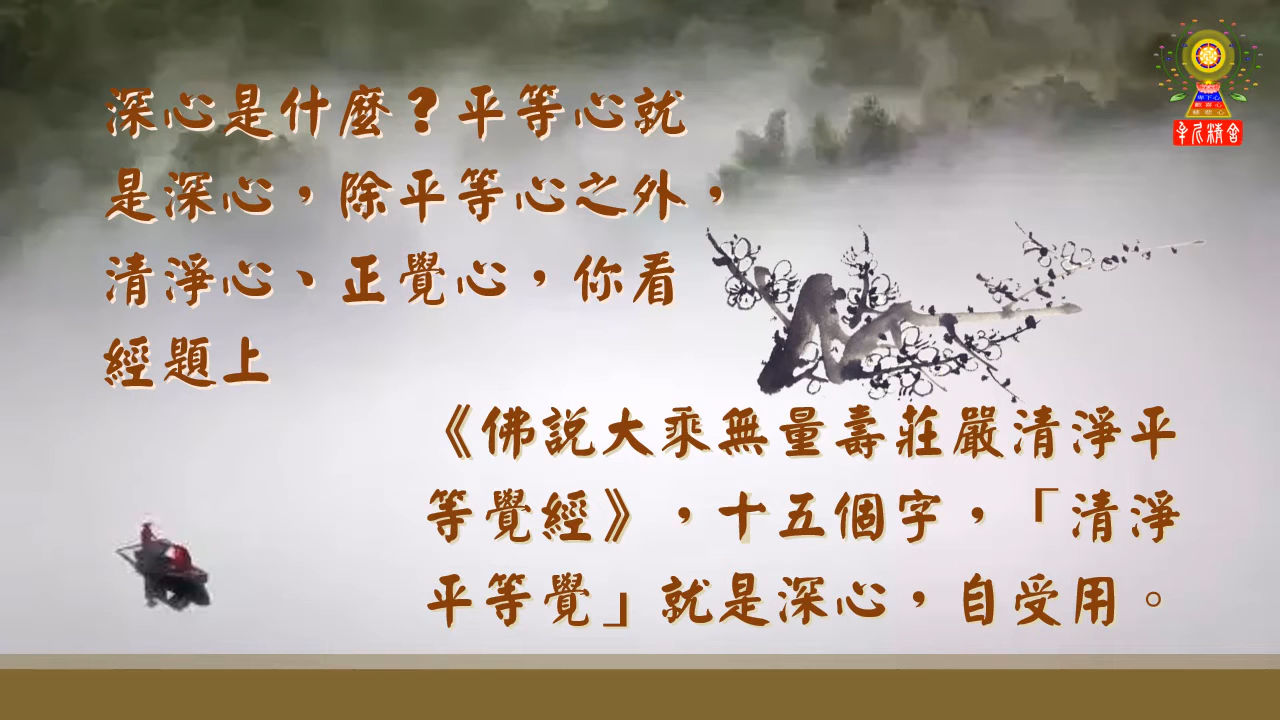 深心是什麼？平等心就
是深心，除平等心之外，
清淨心、正覺心，你看
經題上
《佛說大乘無量壽莊嚴清淨平
等覺經》，十五個字，「清淨
平等覺」就是深心，自受用。